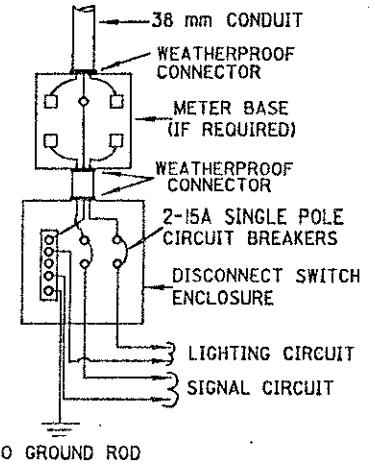 38 mm CONDUIT
WEATHERPROOF
CONNECTOR
METER BASE
(IF REQUIRED)
WEATHERPROOF
CONNECTOR
2-15A SINGLE POLE
CIRCUIT BREAKERS
DISCONNECT SWITCH
ENCLOSURE
LIGHTING CIRCUIT
SIGNAL CIRCUIT
O GROUND ROD